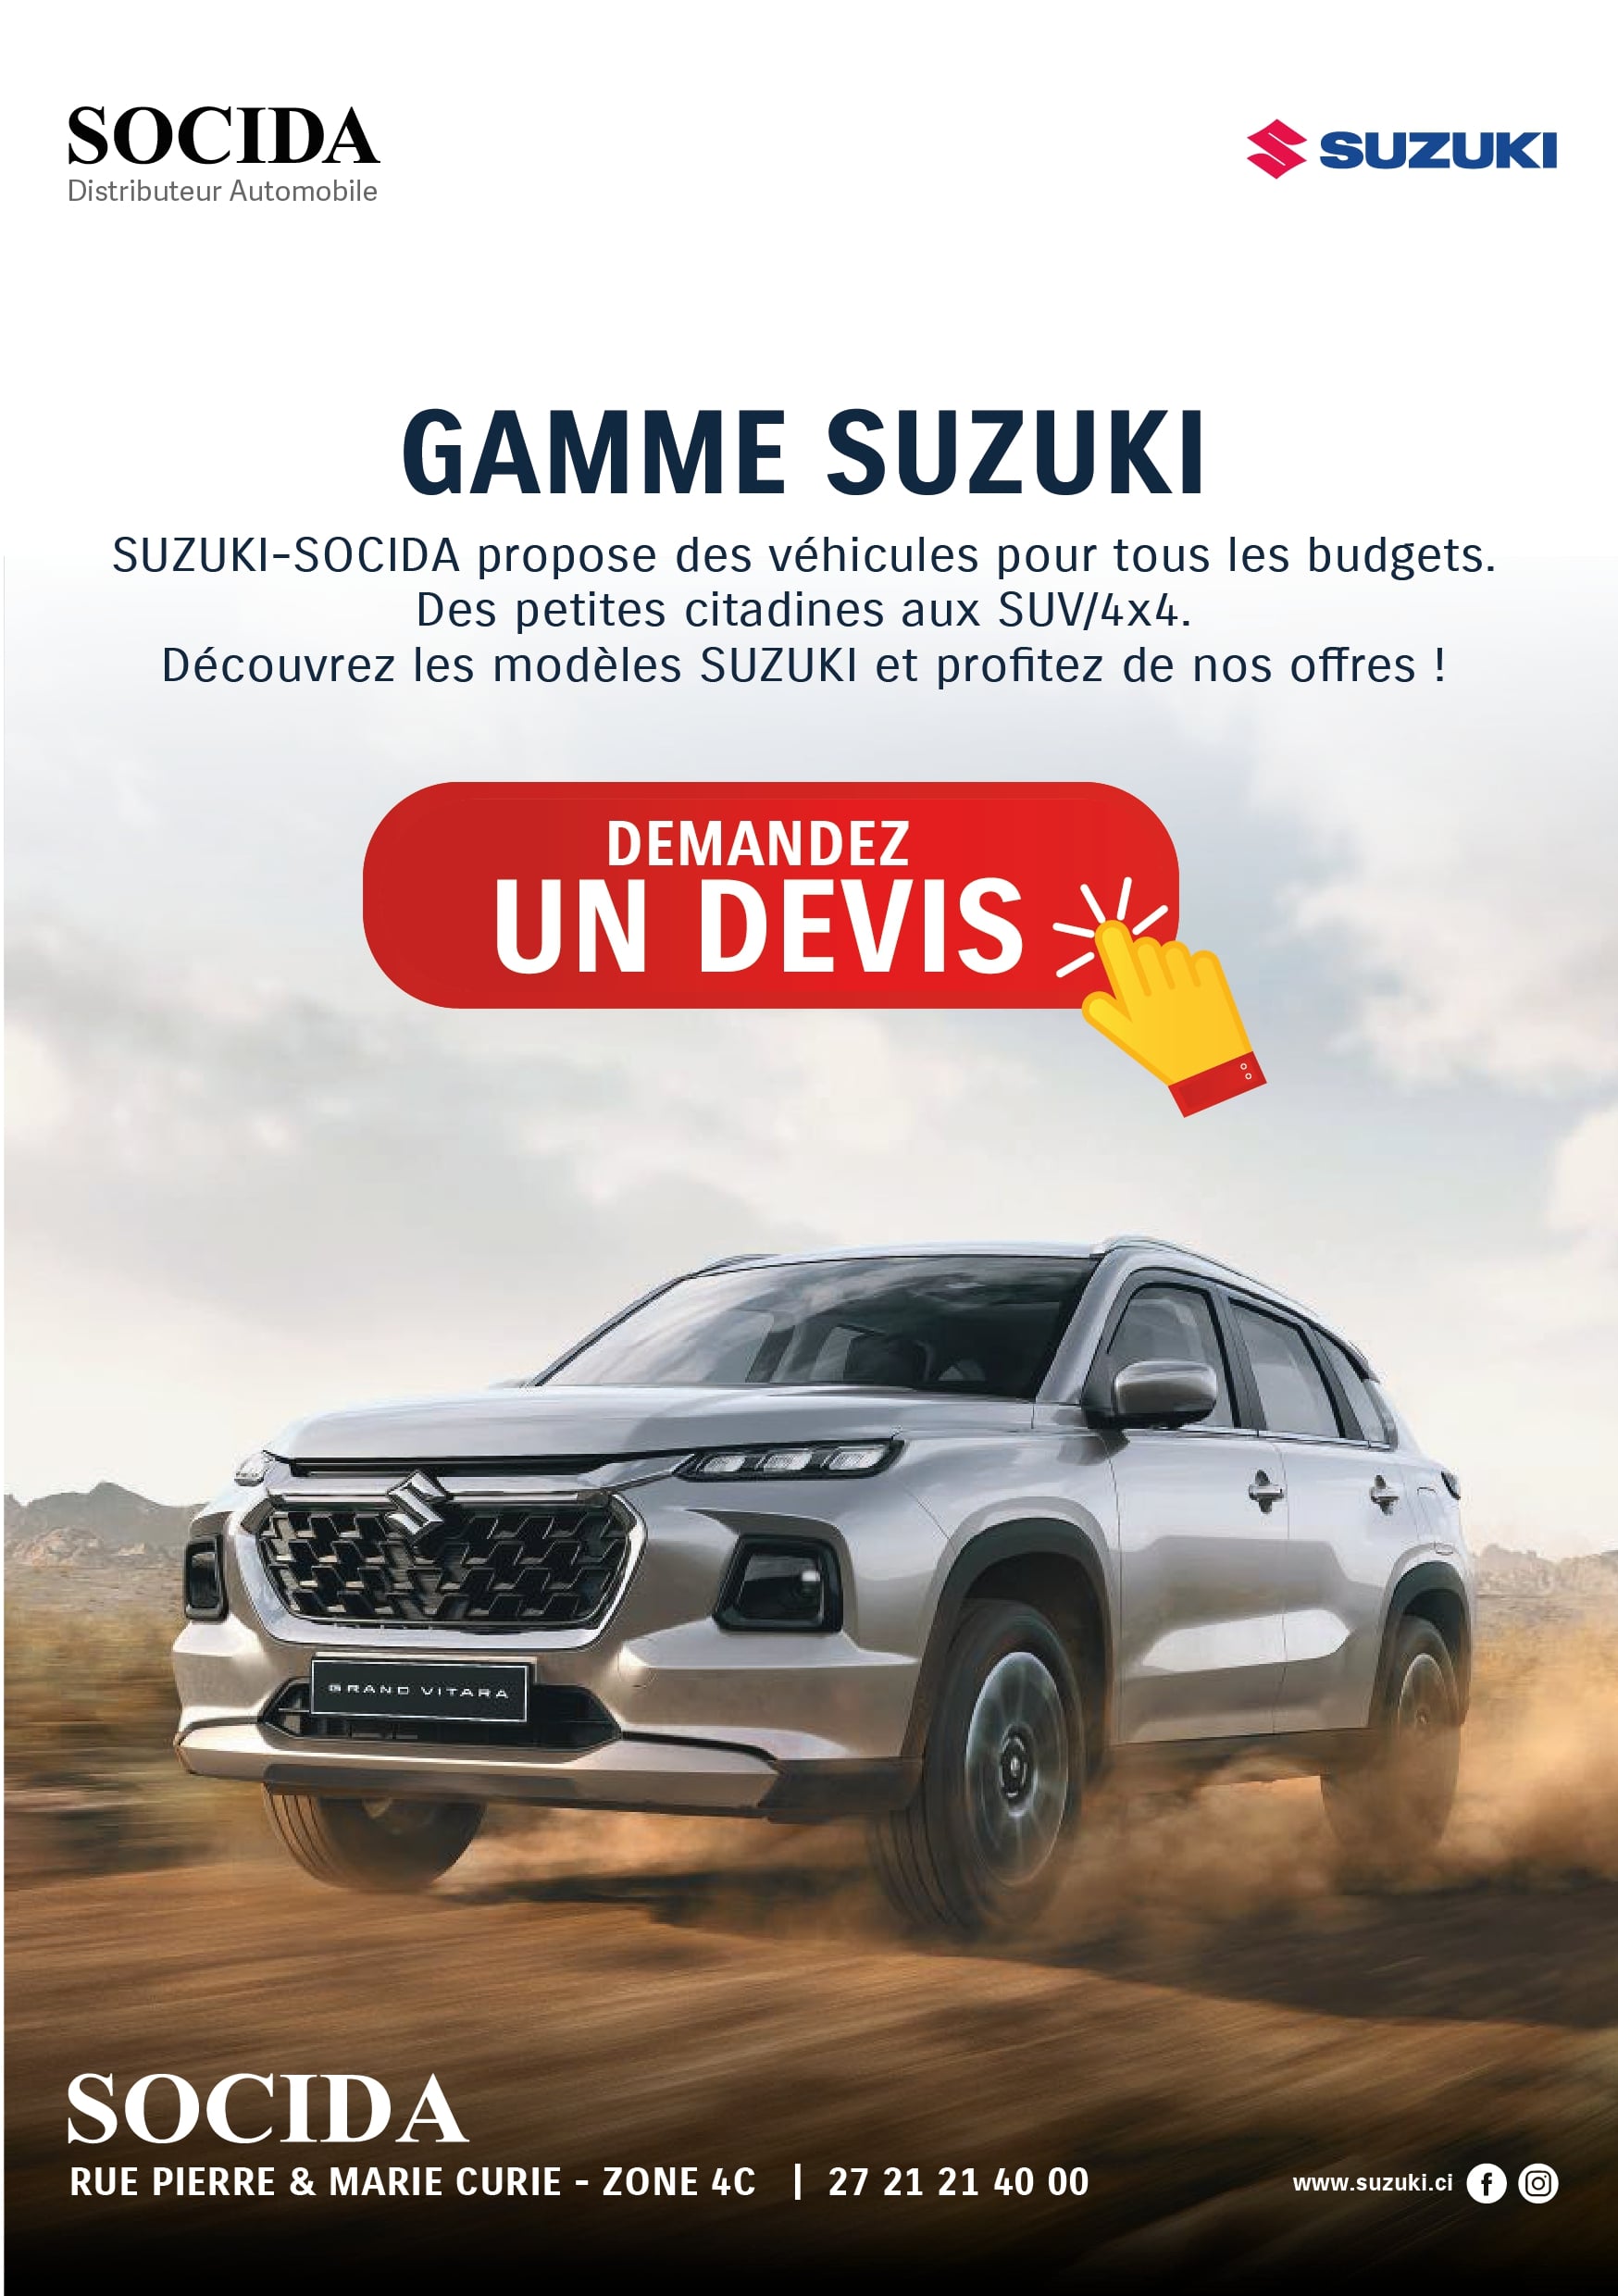 SOCIDA
Distributeur Automobile
SUZUKI
GAMME SUZUKI
SUZUKI-SOCIDA propose des véhicules pour tous les budgets.
Des petites citadines aux SUV/4x4.
Découvrez les modèles SUZUKI et profitez de nos offres !
DEMANDEZ
UN DEVIS
GRAND VITARA
SOCIDA
RUE PIERRE & MARIE CURIE - ZONE 4C | 27 21 21 40 00
www.suzuki.ci